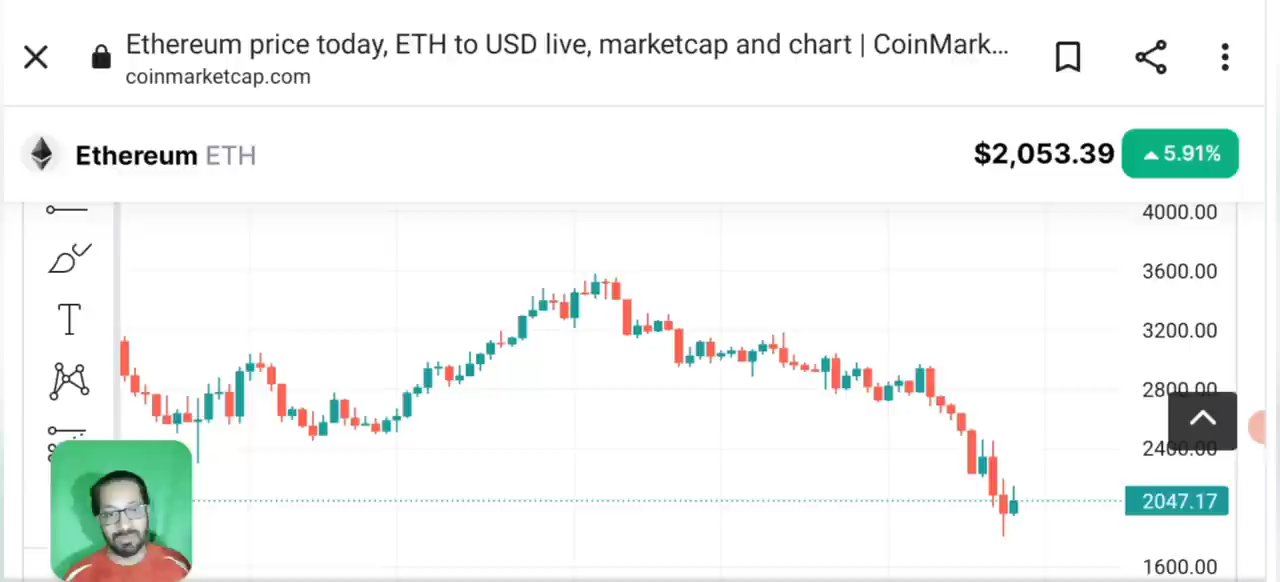 Ethereum price today, ETH to USD live, marketcap and chart | CoinMark...
coinmarketcap.com
Ethereum ETH
$2,053.39
5.91%
4000.00
3600.00
3200.00
2800.00
2400.00
2047.17
1600.00
T